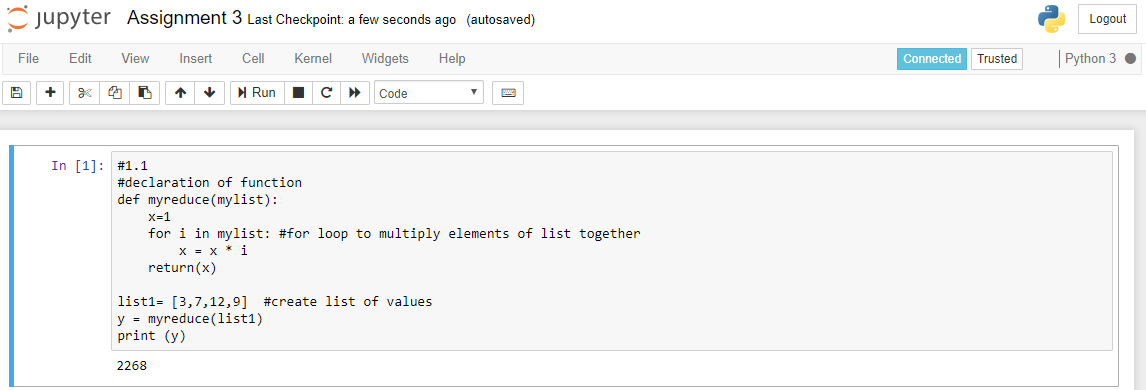 jupyter Assignment 3 Last Checkpoint: a few seconds ago (autosaved) Logout
File Edit View Insert Cell Kernel Widgets Help Connected Trusted Python 3
Run Code
In [1]: #1.1
#declaration of function
def myreduce(mylist):
    x=1
    for i in mylist: #for loop to multiply elements of list together
        x = x * i
    return(x)

list1= [3,7,12,9]  #create list of values
y = myreduce(list1)
print (y)
2268